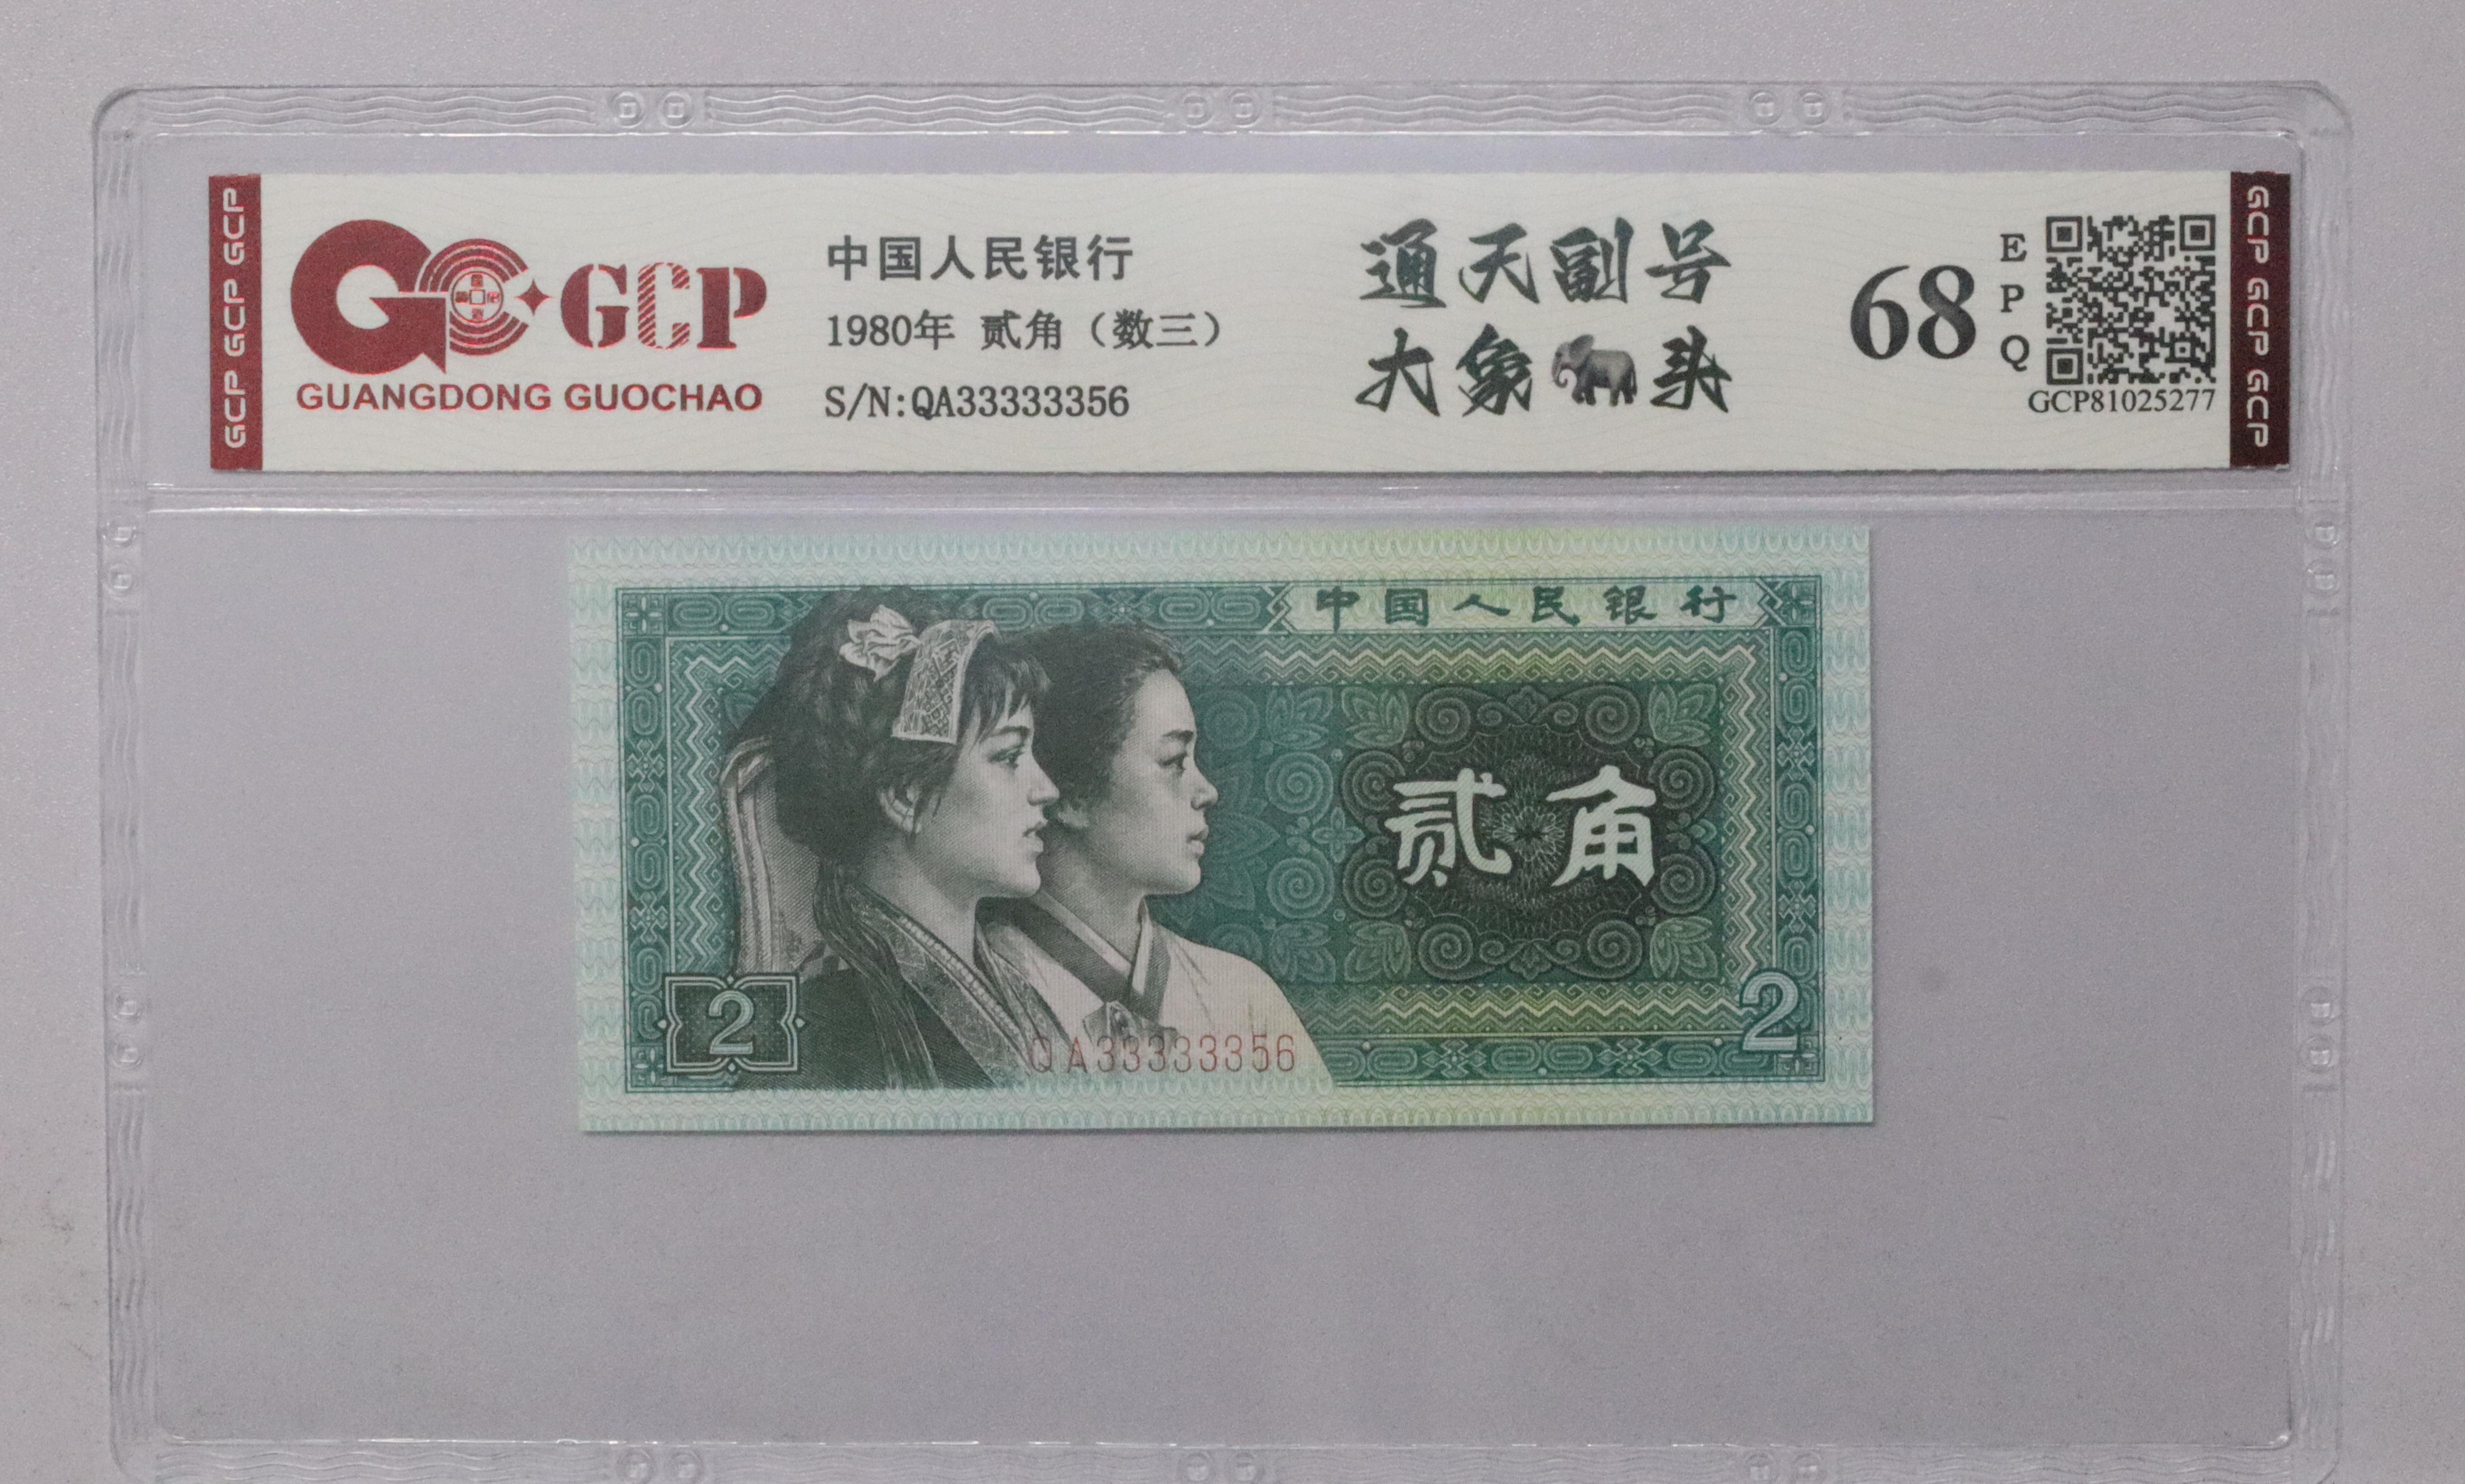 GCP GCP GCP
GCP
GUANGDONG GUOCHAO
中国人民银行
1980年 贰角（数三）
S/N:QA33333356
通天副号
大象头
68
EPQ
GCP81025277
GCP GCP GCP
中国人民银行
贰角
2
QA33333356
2